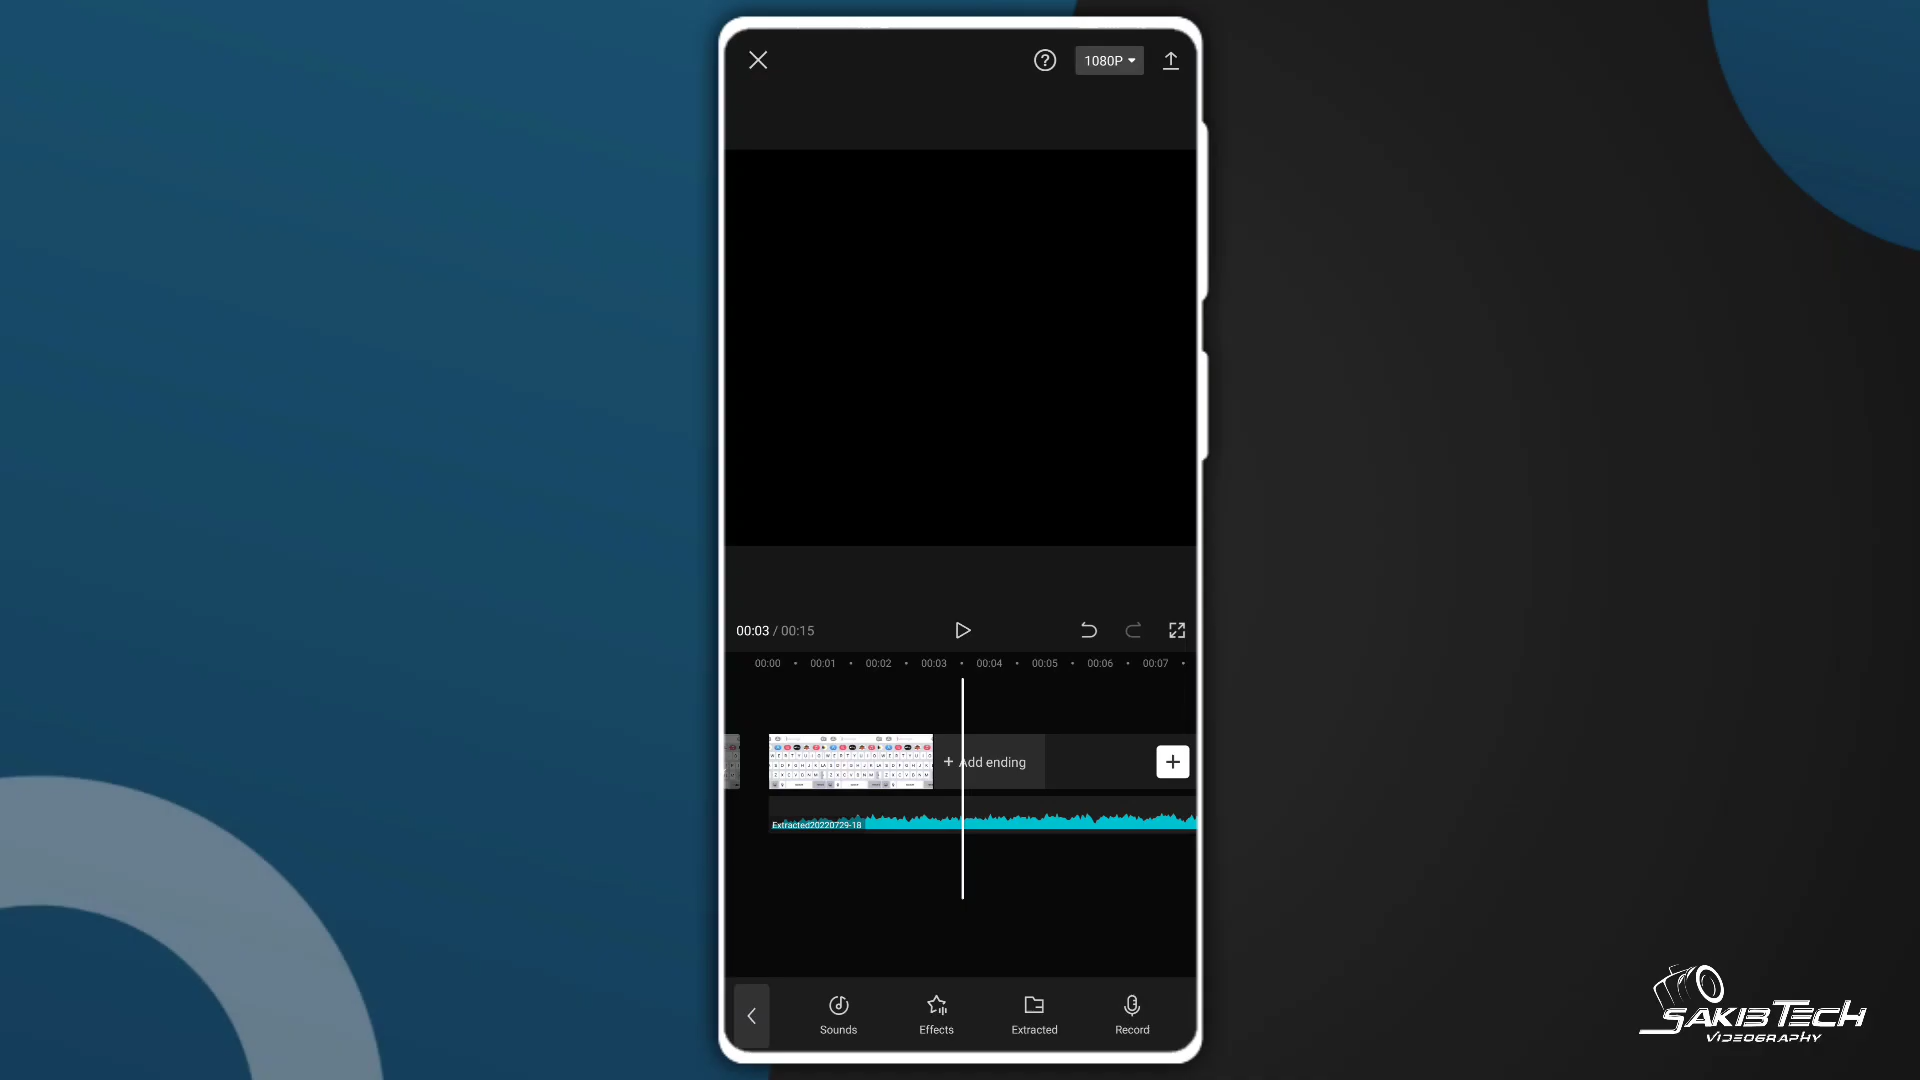 1080P
00:03 / 00:15
00:00 00:01 00:02 00:03 00:04 00:05 00:06 00:07
+ Add ending
Extracted20220729-18
Sounds Effects Extracted Record
SAKIB TECH
VIDEOGRAPHY